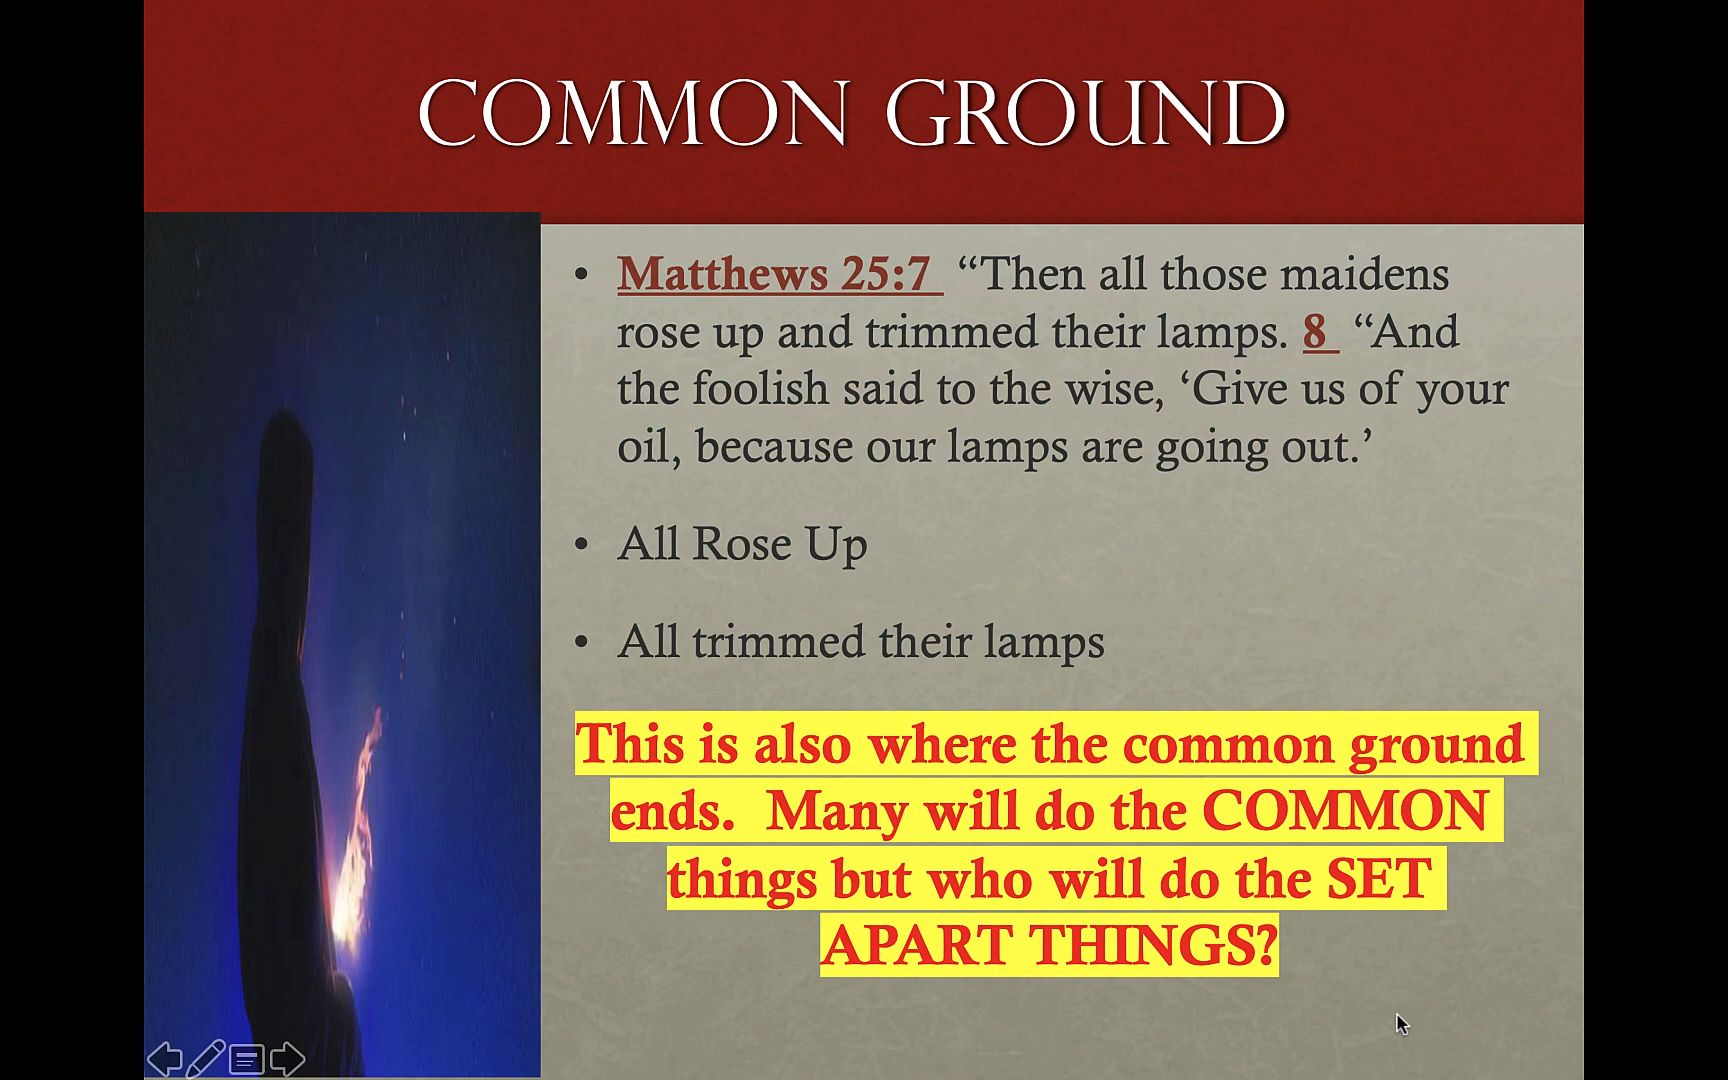 COMMON GROUND
• Matthews 25:7 “Then all those maidens
rose up and trimmed their lamps. 8 “And
the foolish said to the wise, ‘Give us of your
oil, because our lamps are going out.’
• All Rose Up
• All trimmed their lamps
This is also where the common ground
ends. Many will do the COMMON
things but who will do the SET
APART THINGS?